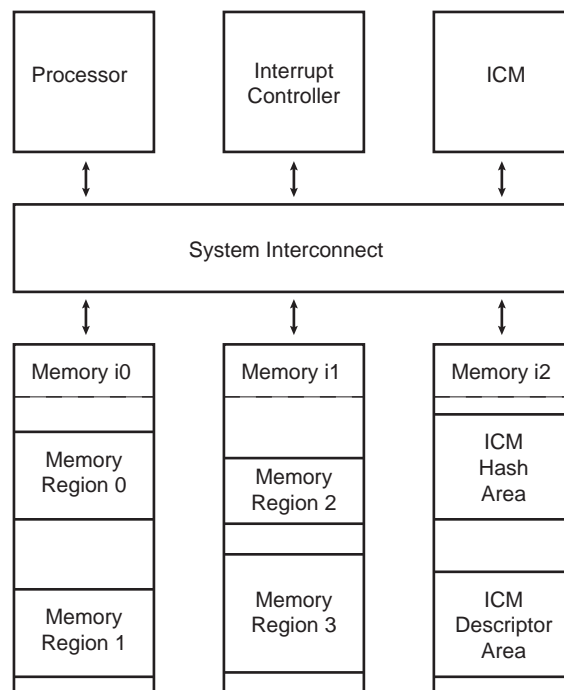 Processor
Interrupt
Controller
ICM
System Interconnect
Memory i0
Memory i1
Memory i2
Memory
Region 0
Memory
Region 2
ICM
Hash
Area
Memory
Region 1
Memory
Region 3
ICM
Descriptor
Area